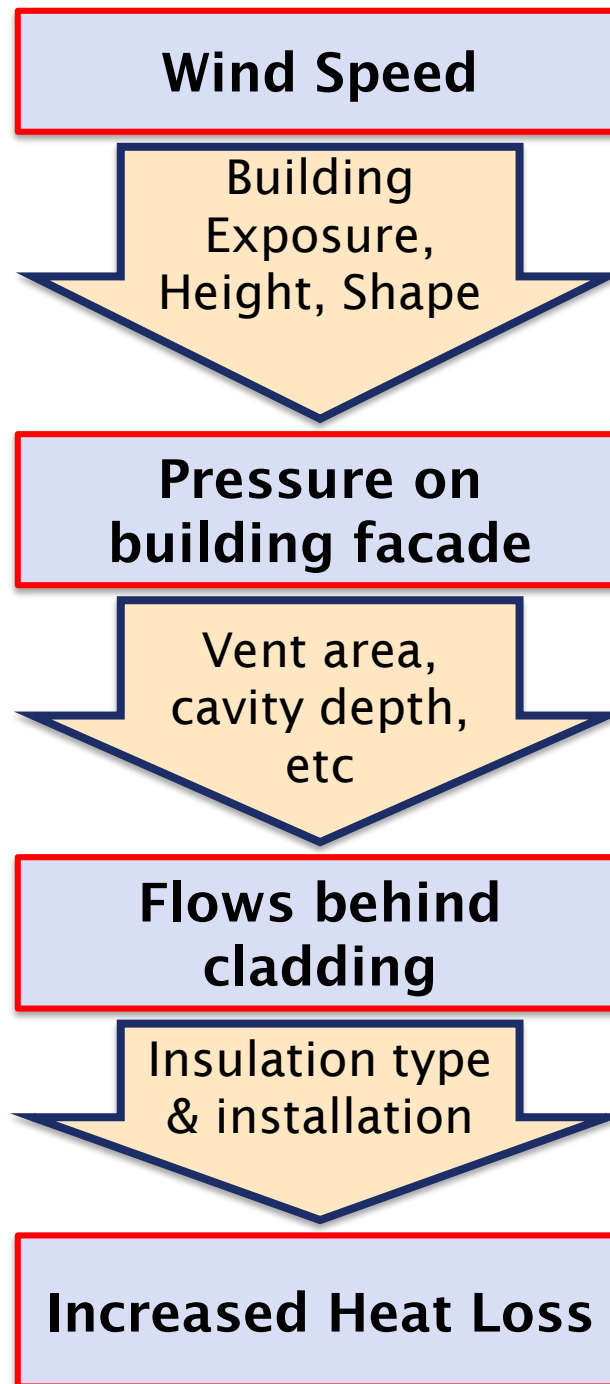 Wind Speed
Building
Exposure,
Height, Shape
Pressure on
building facade
Vent area,
cavity depth,
etc
Flows behind
cladding
Insulation type
& installation
Increased Heat Loss